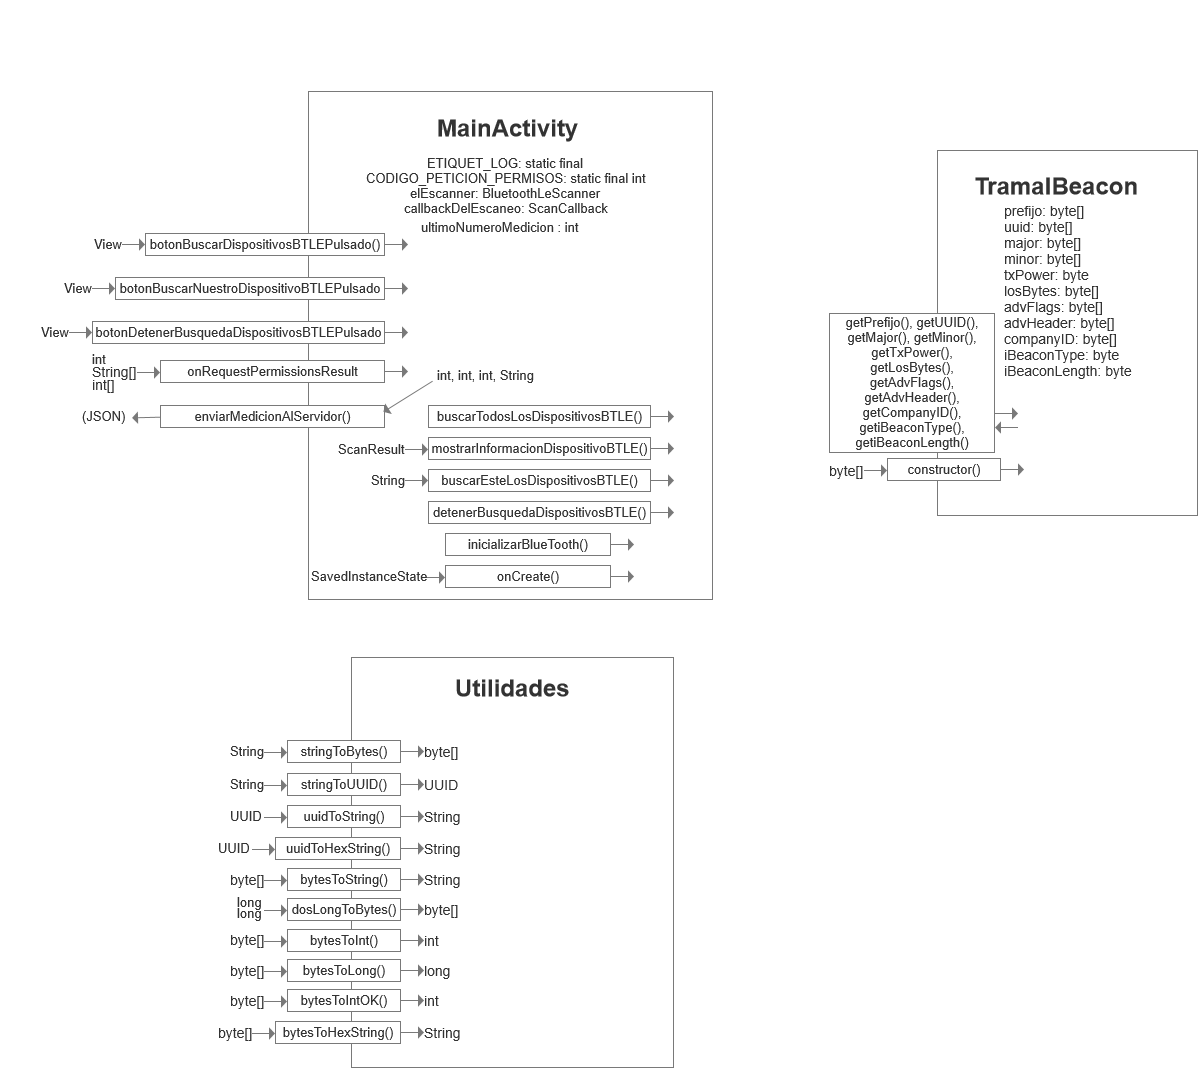 MainActivity
ETIQUET_LOG: static final
CODIGO_PETICION_PERMISOS: static final int
elEscanner: BluetoothLeScanner
callbackDelEscaneo: ScanCallback
ultimoNumeroMedicion : int
View
botonBuscarDispositivosBTLEPulsado()
View
botonBuscarNuestroDispositivoBTLEPulsado
View
botonDetenerBusquedaDispositivosBTLEPulsado
int
String[]
int[]
onRequestPermissionsResult
int, int, int, String
(JSON)
enviarMedicionAlServidor()
buscarTodosLosDispositivosBTLE()
ScanResult
mostrarInformacionDispositivoBTLE()
String
buscarEsteLosDispositivosBTLE()
detenerBusquedaDispositivosBTLE()
inicializarBlueTooth()
SavedInstanceState
onCreate()
TramaIBeacon
prefijo: byte[]
uuid: byte[]
major: byte[]
minor: byte[]
txPower: byte
losBytes: byte[]
advFlags: byte[]
advHeader: byte[]
companyID: byte[]
iBeaconType: byte
iBeaconLength: byte
getPrefijo(), getUUID(),
getMajor(), getMinor(),
getTxPower(),
getLosBytes(),
getAdvFlags(),
getAdvHeader(),
getCompanyID(),
getiBeaconType(),
getiBeaconLength()
byte[]
constructor()
Utilidades
String
stringToBytes()
byte[]
String
stringToUUID()
UUID
UUID
uuidToString()
String
UUID
uuidToHexString()
String
byte[]
bytesToString()
String
long
long
dosLongToBytes()
byte[]
byte[]
bytesToInt()
int
byte[]
bytesToLong()
long
byte[]
bytesToIntOK()
int
byte[]
bytesToHexString()
String